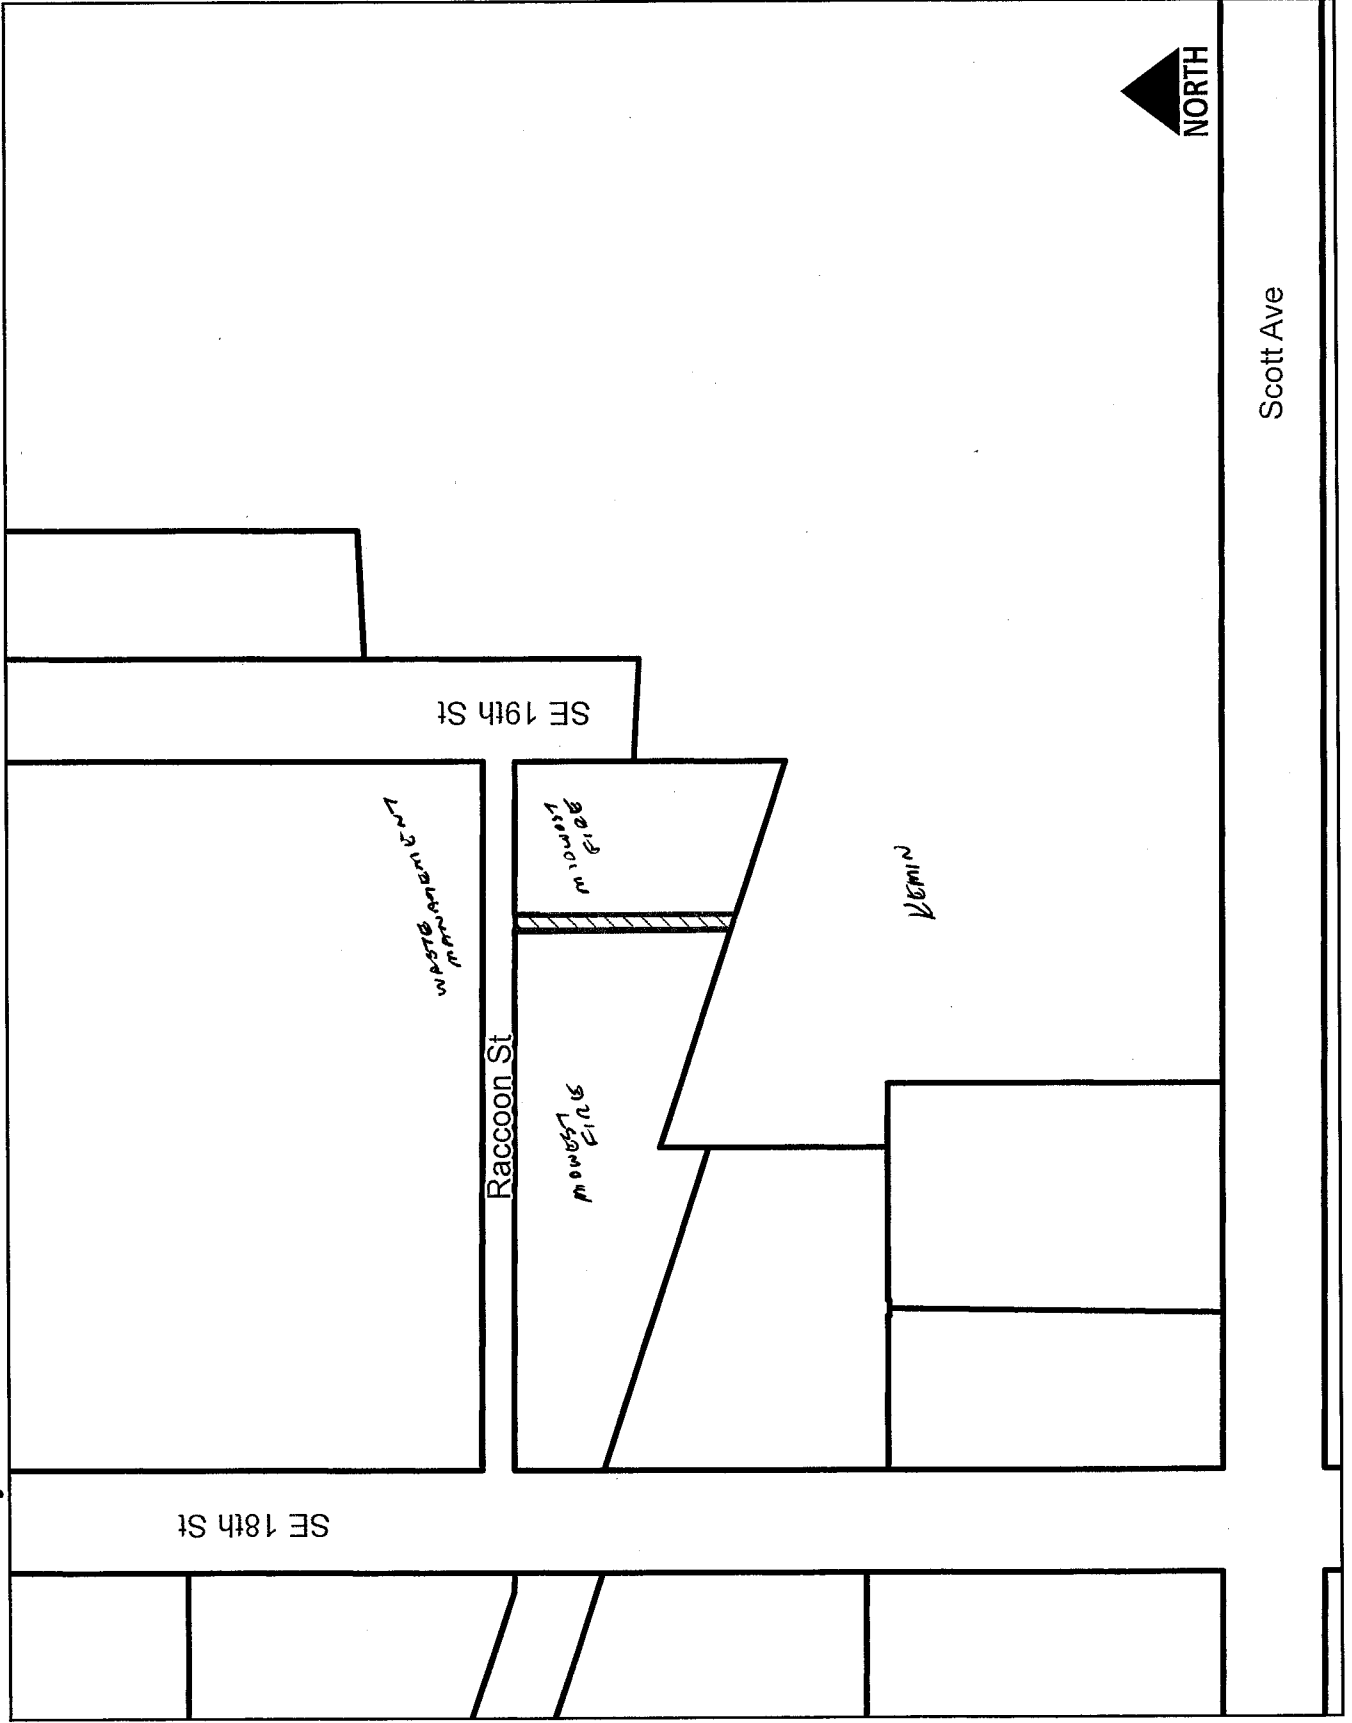 SE 18th St
WASTE
MANAGEMENT
Raccoon St
SE 19th St
MIDWEST
FIRE
MIDWEST
FIRE
KEMIN
NORTH
Scott Ave